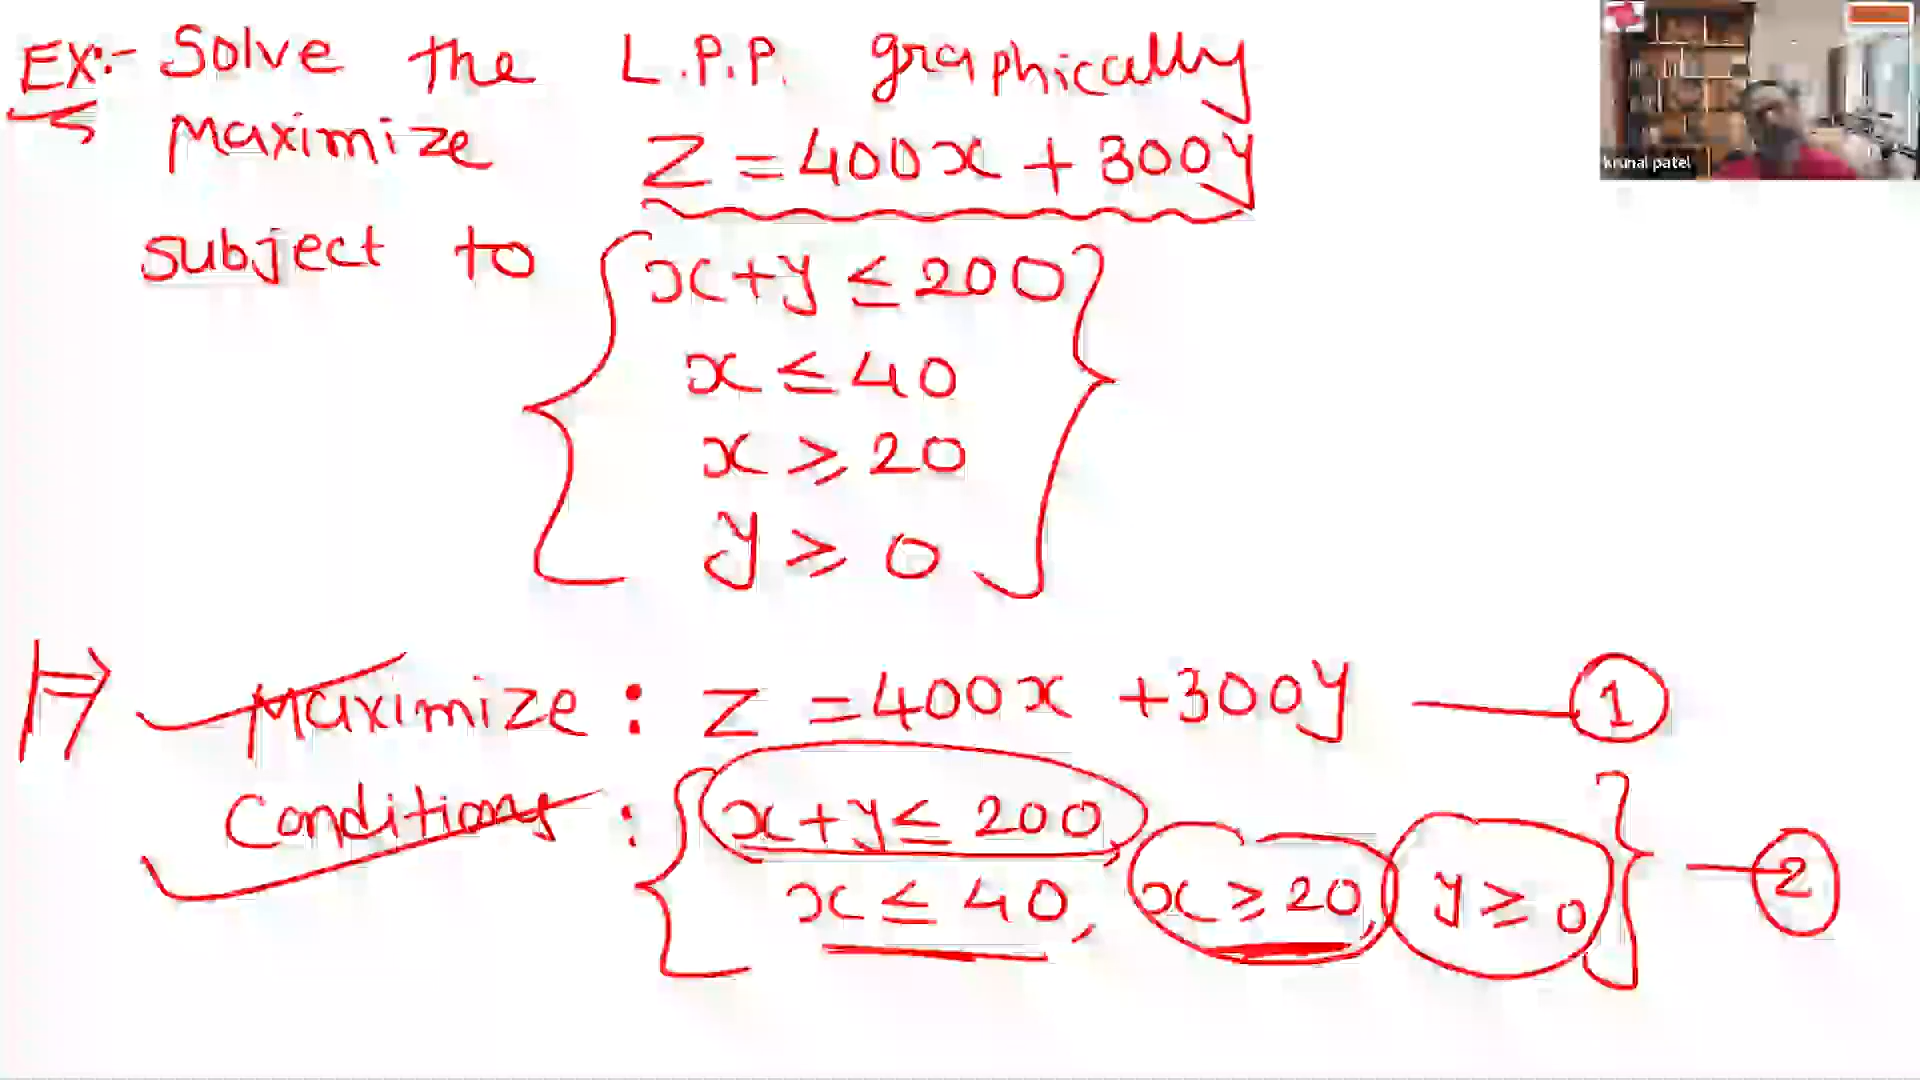 EX:- Solve the L.P.P. graphically
Maximize Z = 400x + 300y
subject to x+y ≤ 200
x ≤ 40
x ≥ 20
y ≥ 0
Maximize : Z = 400x + 300y — 1
Conditions : x+y ≤ 200,
x ≤ 40, x ≥ 20, y ≥ 0 — 2
krunal patel